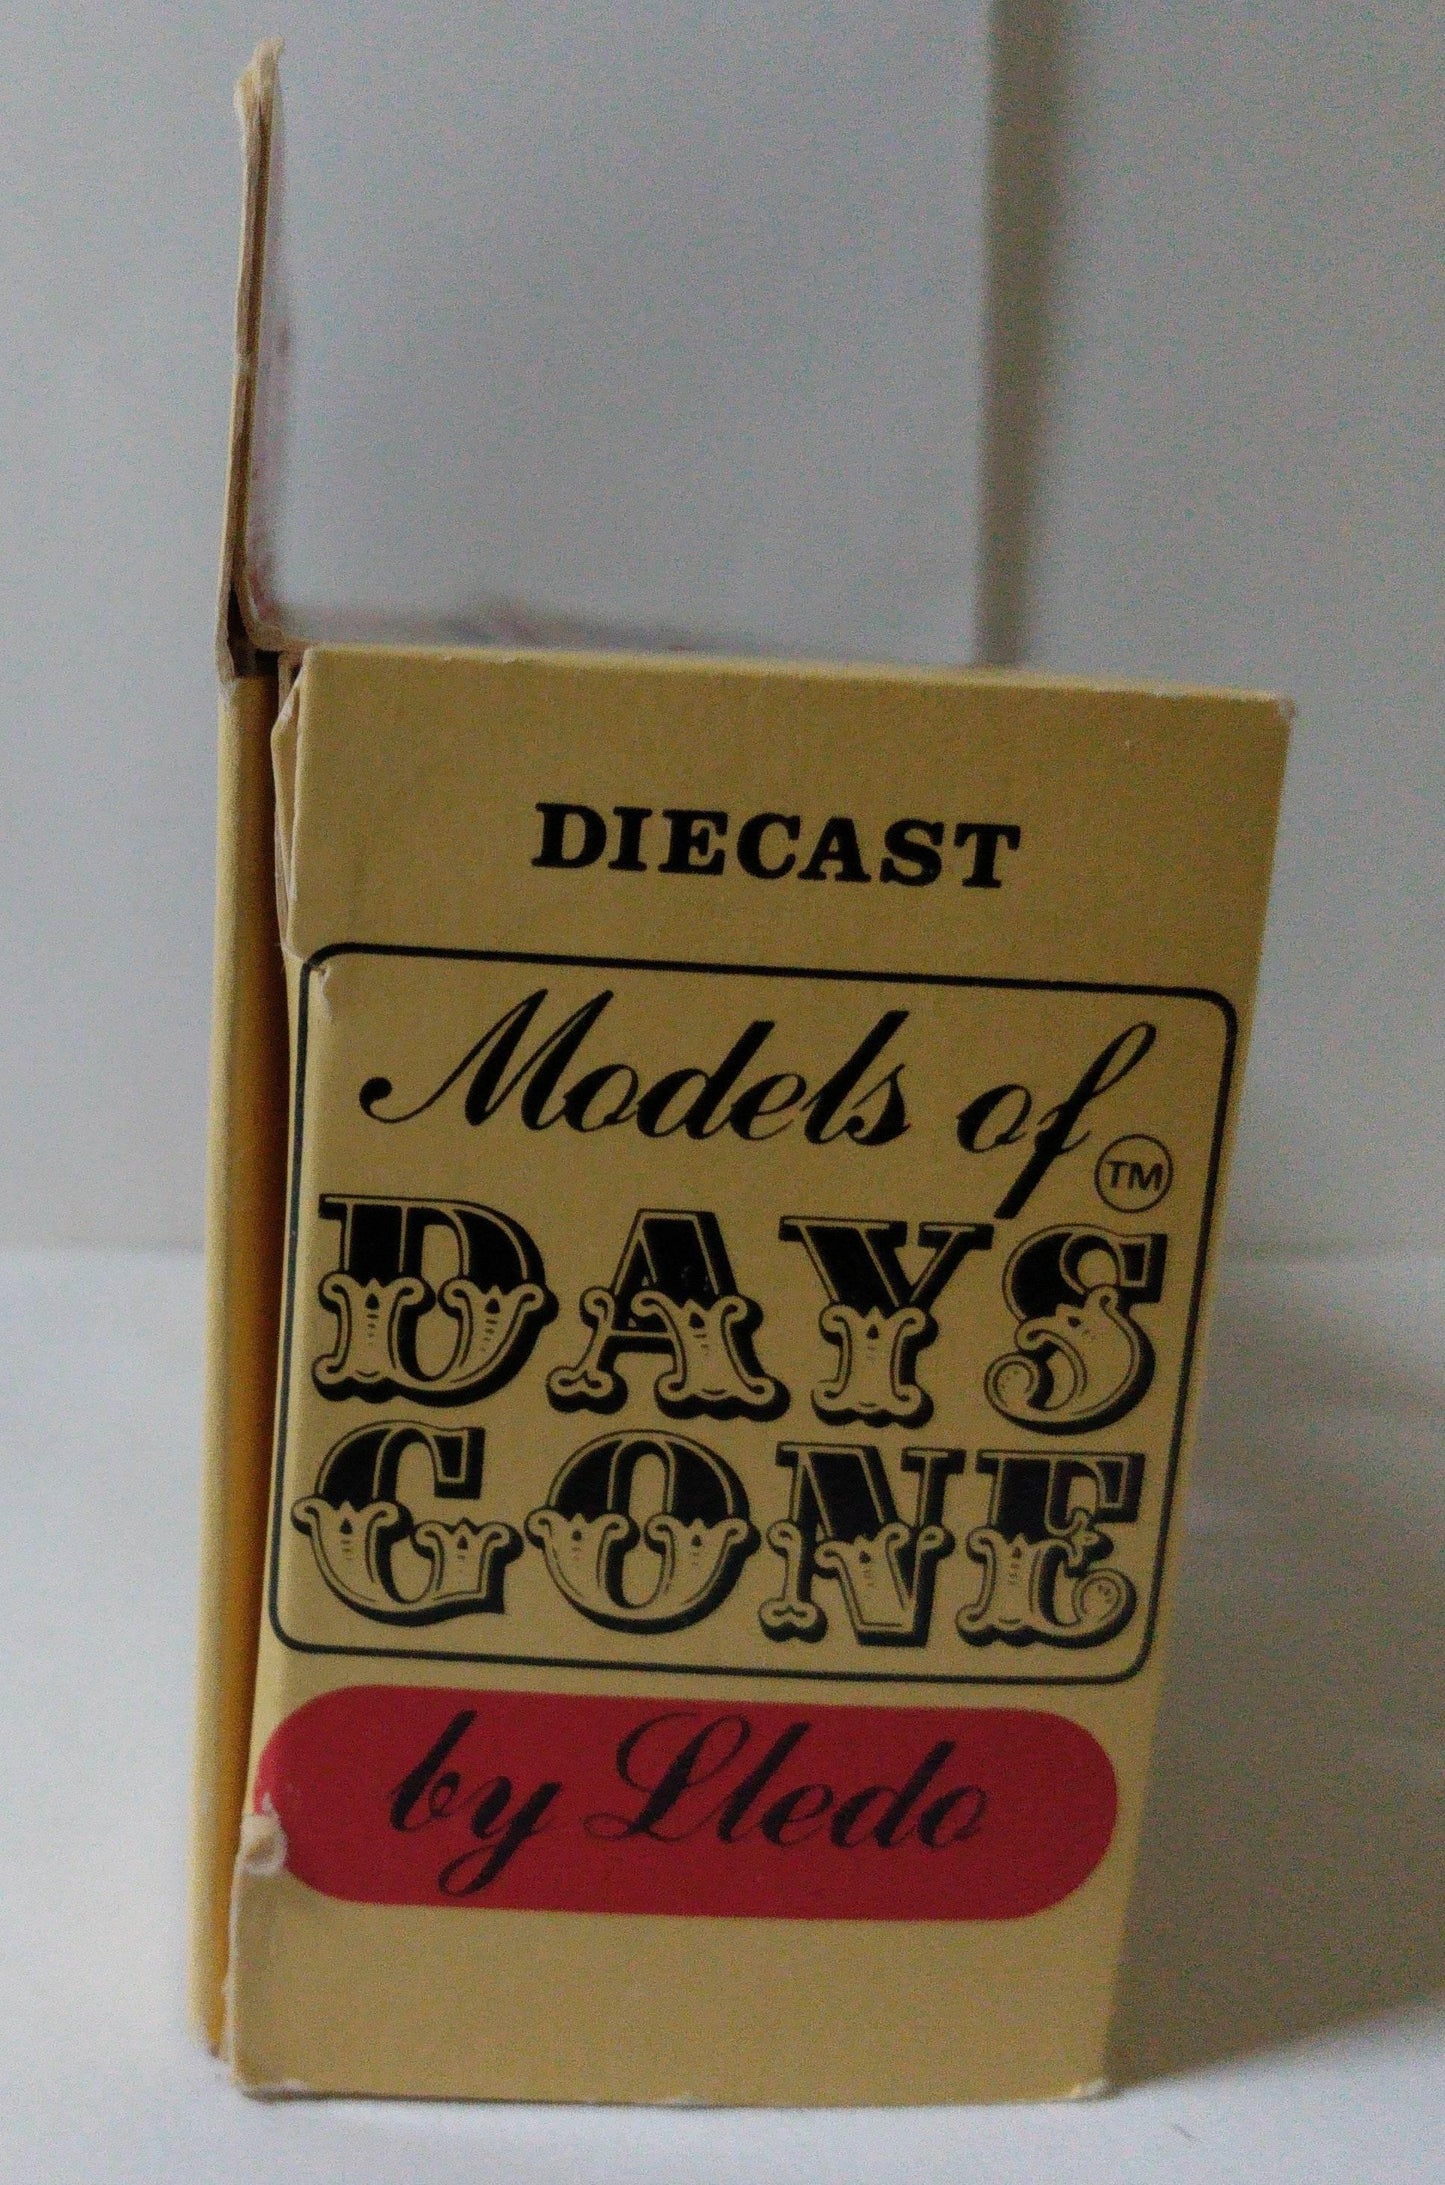 DIECAST
Models of ™
DAYS
GONE
by Lledo